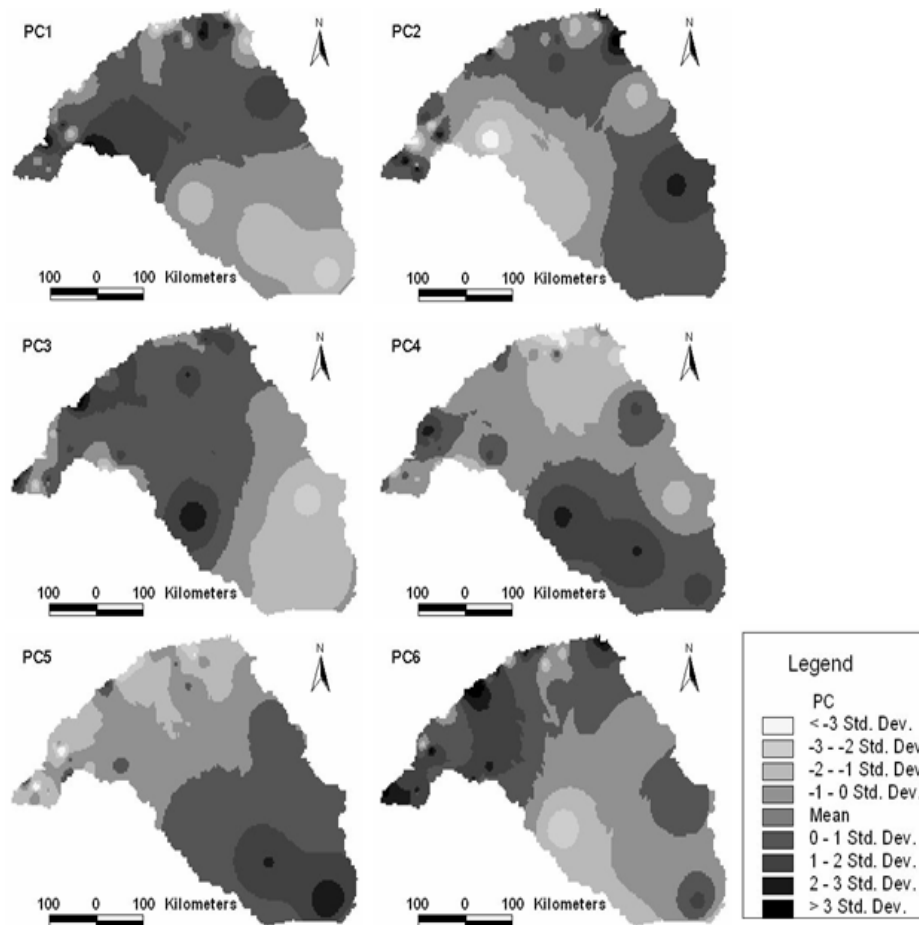 PC1
N
100 0 100 Kilometers
PC2
N
100 0 100 Kilometers
PC3
N
100 0 100 Kilometers
PC4
N
100 0 100 Kilometers
PC5
N
100 0 100 Kilometers
PC6
N
100 0 100 Kilometers
Legend
PC
< -3 Std. Dev.
-3 - -2 Std. Dev.
-2 - -1 Std. Dev.
-1 - 0 Std. Dev.
Mean
0 - 1 Std. Dev.
1 - 2 Std. Dev.
2 - 3 Std. Dev.
> 3 Std. Dev.